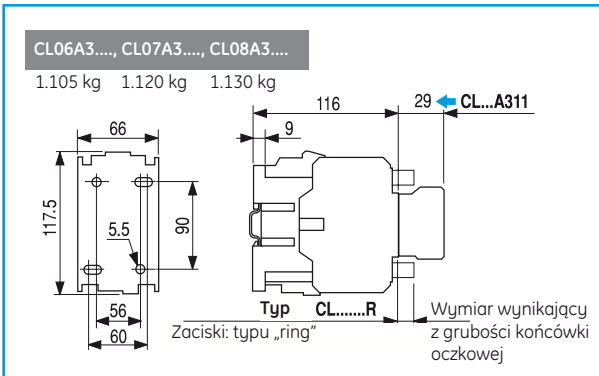 CL06A3...., CL07A3...., CL08A3....
1.105 kg 1.120 kg 1.130 kg
116 29 CL...A311
66 9
117.5 5.5 90
56
60
Typ CL.......R
Zaciski: typu „ring”
Wymiar wynikający
z grubości końcówki
oczkowej